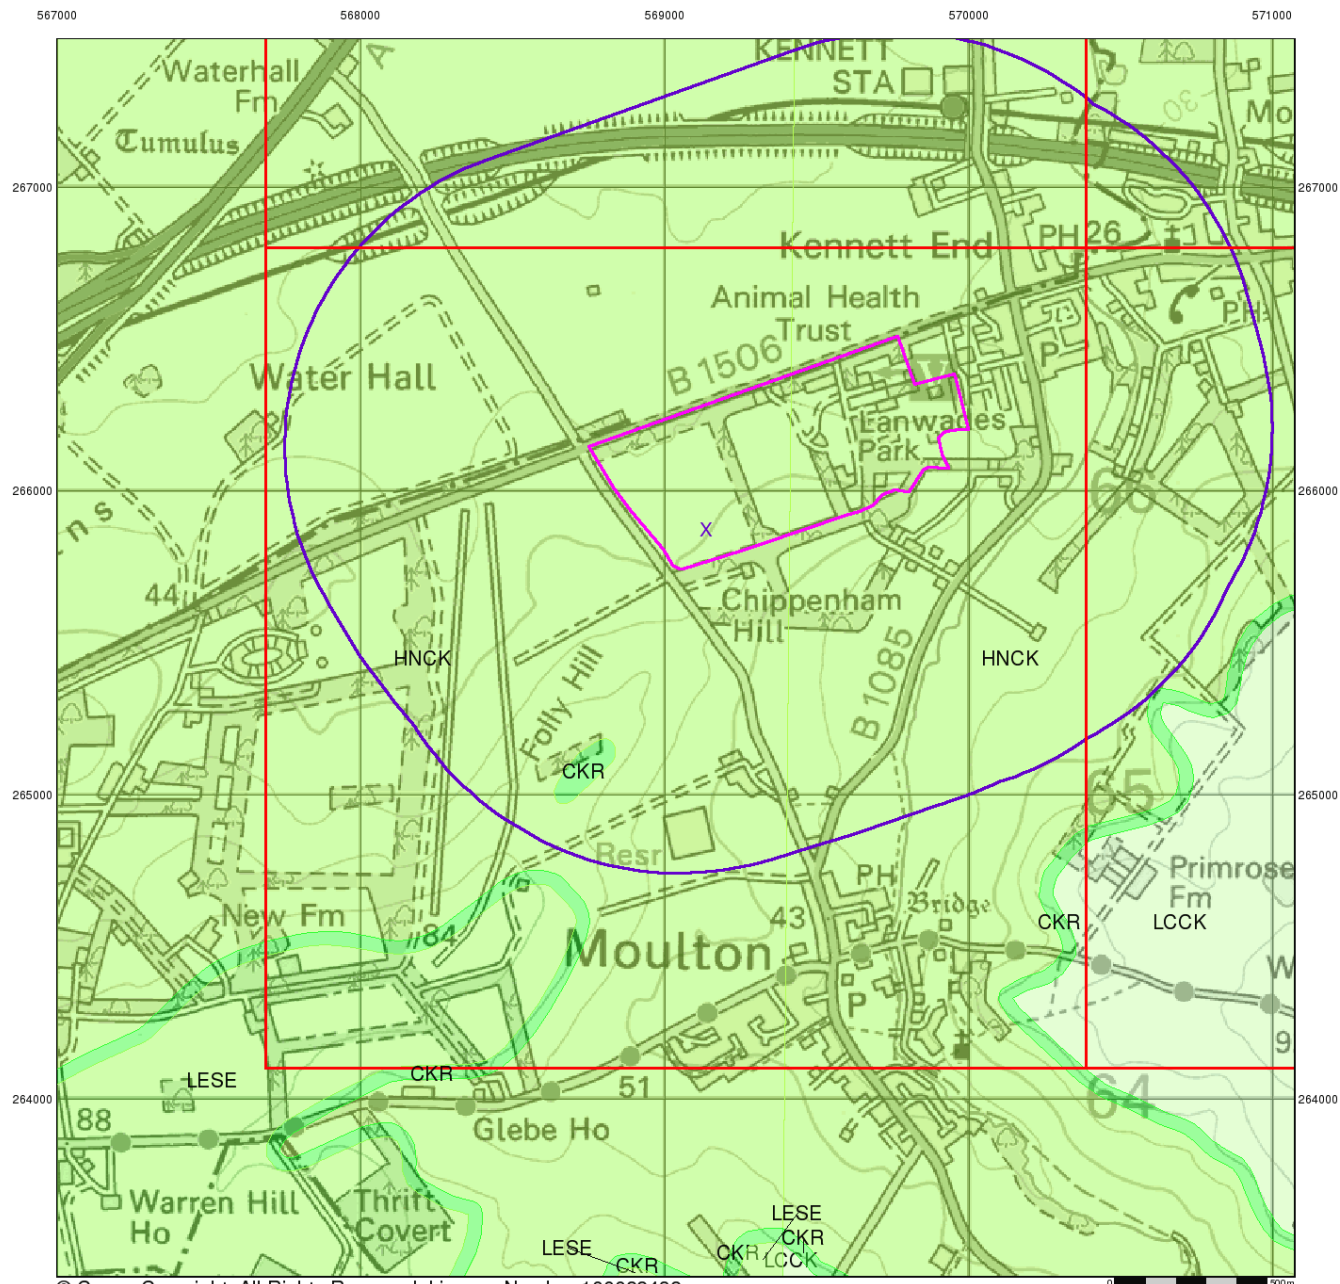 567000 568000 569000 570000 571000
KENNETT
STA
A
Waterhall
Fm
Tumulus
30
Mo
267000 267000
Kennett End
PH 26
Animal Health
Trust
PH
B 1506
P
Water Hall
Lanwades
Park
266000 266000
66
ns
X
44
Chippenham
Hill
HNCK
HNCK
B 1085
Folly Hill
CKR
265000 265000
65
Resr
PH
Primrose
Fm
New Fm
84
43
Bridge
CKR
LCCK
Moulton
W
P
9
LESE
CKR
51
264000 264000
64
88
Glebe Ho
Warren Hill
Ho
Thrift
Covert
LESE
CKR
LESE
CKR
CKR
LCCK